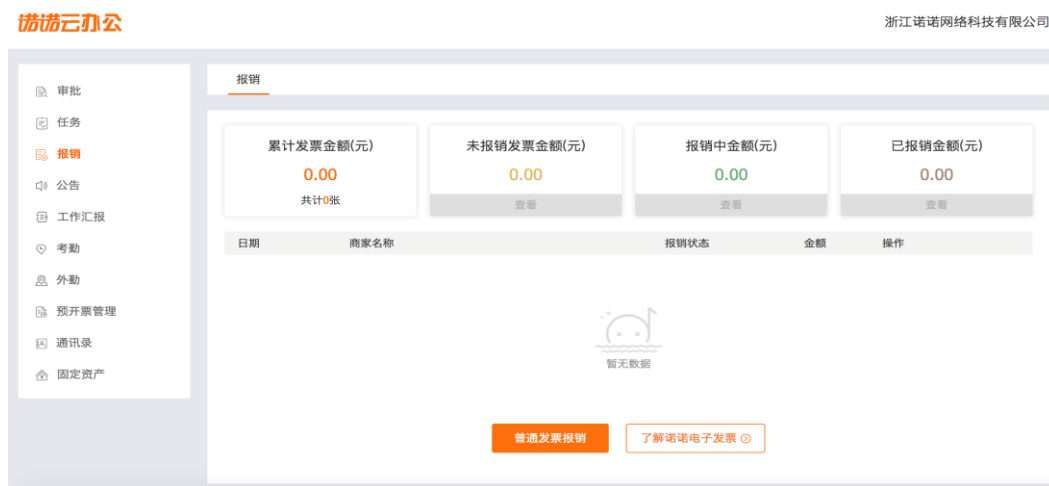 诺诺云办公
浙江诺诺网络科技有限公司
审批
任务
报销
公告
工作汇报
考勤
外勤
预开票管理
通讯录
固定资产
报销
累计发票金额(元)
0.00
共计0张
未报销发票金额(元)
0.00
查看
报销中金额(元)
0.00
查看
已报销金额(元)
0.00
查看
日期 商家名称 报销状态 金额 操作
暂无数据
普通发票报销
了解诺诺电子发票